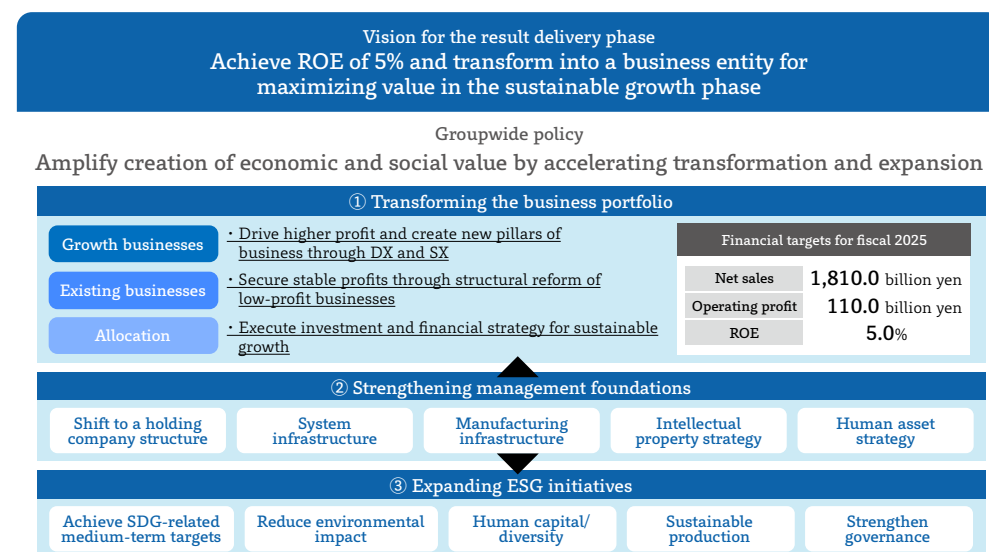 Vision for the result delivery phase
Achieve ROE of 5% and transform into a business entity for
maximizing value in the sustainable growth phase
Groupwide policy
Amplify creation of economic and social value by accelerating transformation and expansion
① Transforming the business portfolio
Growth businesses
・Drive higher profit and create new pillars of
business through DX and SX
Existing businesses
・Secure stable profits through structural reform of
low-profit businesses
Allocation
・Execute investment and financial strategy for sustainable
growth
Financial targets for fiscal 2025
Net sales 1,810.0 billion yen
Operating profit 110.0 billion yen
ROE 5.0%
② Strengthening management foundations
Shift to a holding
company structure
System
infrastructure
Manufacturing
infrastructure
Intellectual
property strategy
Human asset
strategy
③ Expanding ESG initiatives
Achieve SDG-related
medium-term targets
Reduce environmental
impact
Human capital/
diversity
Sustainable
production
Strengthen
governance